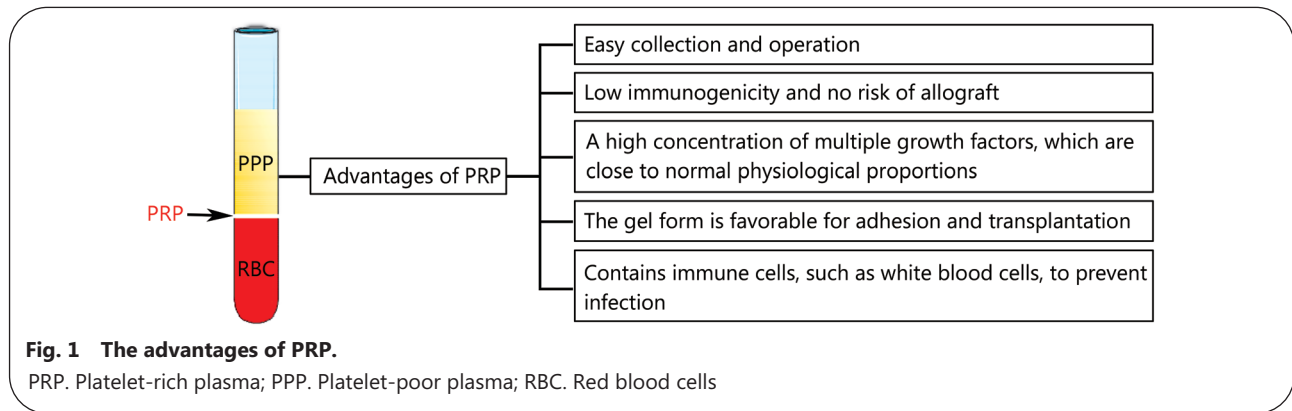 Easy collection and operation
Low immunogenicity and no risk of allograft
PPP
Advantages of PRP
A high concentration of multiple growth factors, which are
close to normal physiological proportions
PRP
The gel form is favorable for adhesion and transplantation
RBC
Contains immune cells, such as white blood cells, to prevent
infection
Fig. 1 The advantages of PRP.
PRP. Platelet-rich plasma; PPP. Platelet-poor plasma; RBC. Red blood cells